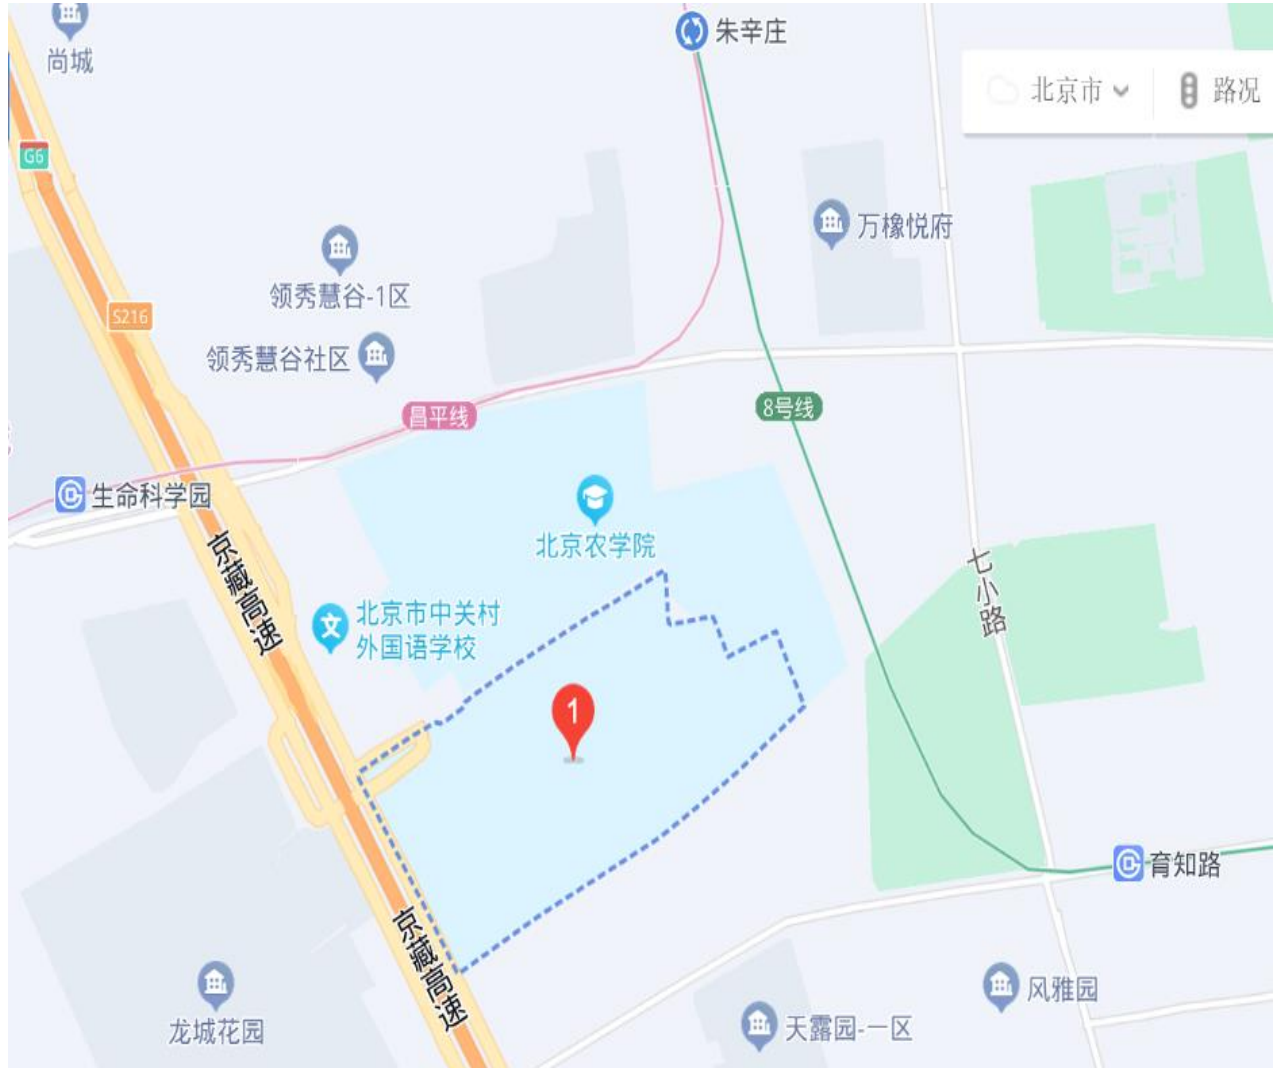 尚城
朱辛庄
北京市
路况
G6
万橡悦府
领秀慧谷-1区
S216
领秀慧谷社区
昌平线
8号线
生命科学园
北京农学院
京藏高速
七小路
北京市中关村
外国语学校
1
育知路
京藏高速
龙城花园
天露园-一区
风雅园